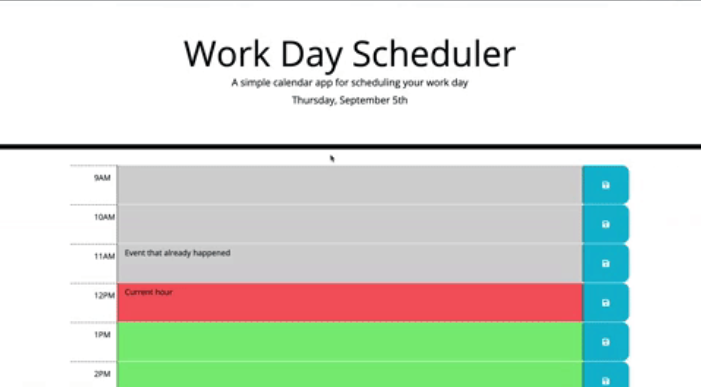 Work Day Scheduler
A simple calendar app for scheduling your work day
Thursday, September 5th
9AM
10AM
11AM Event that already happened
12PM Current hour
1PM
2PM